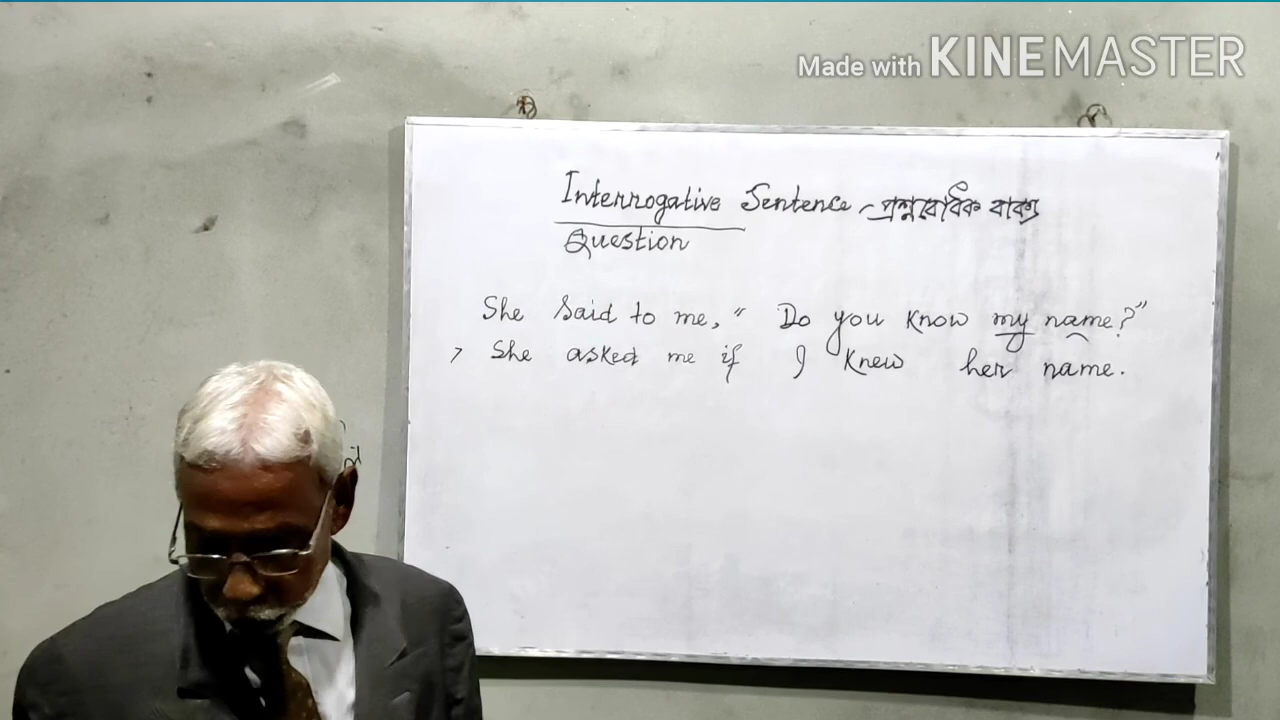 Made with KINEMASTER
Interrogative Sentence - প্রশ্নবোধক বাক্য
Question
She said to me, " Do you know my name?"
> She asked me if I knew her name.